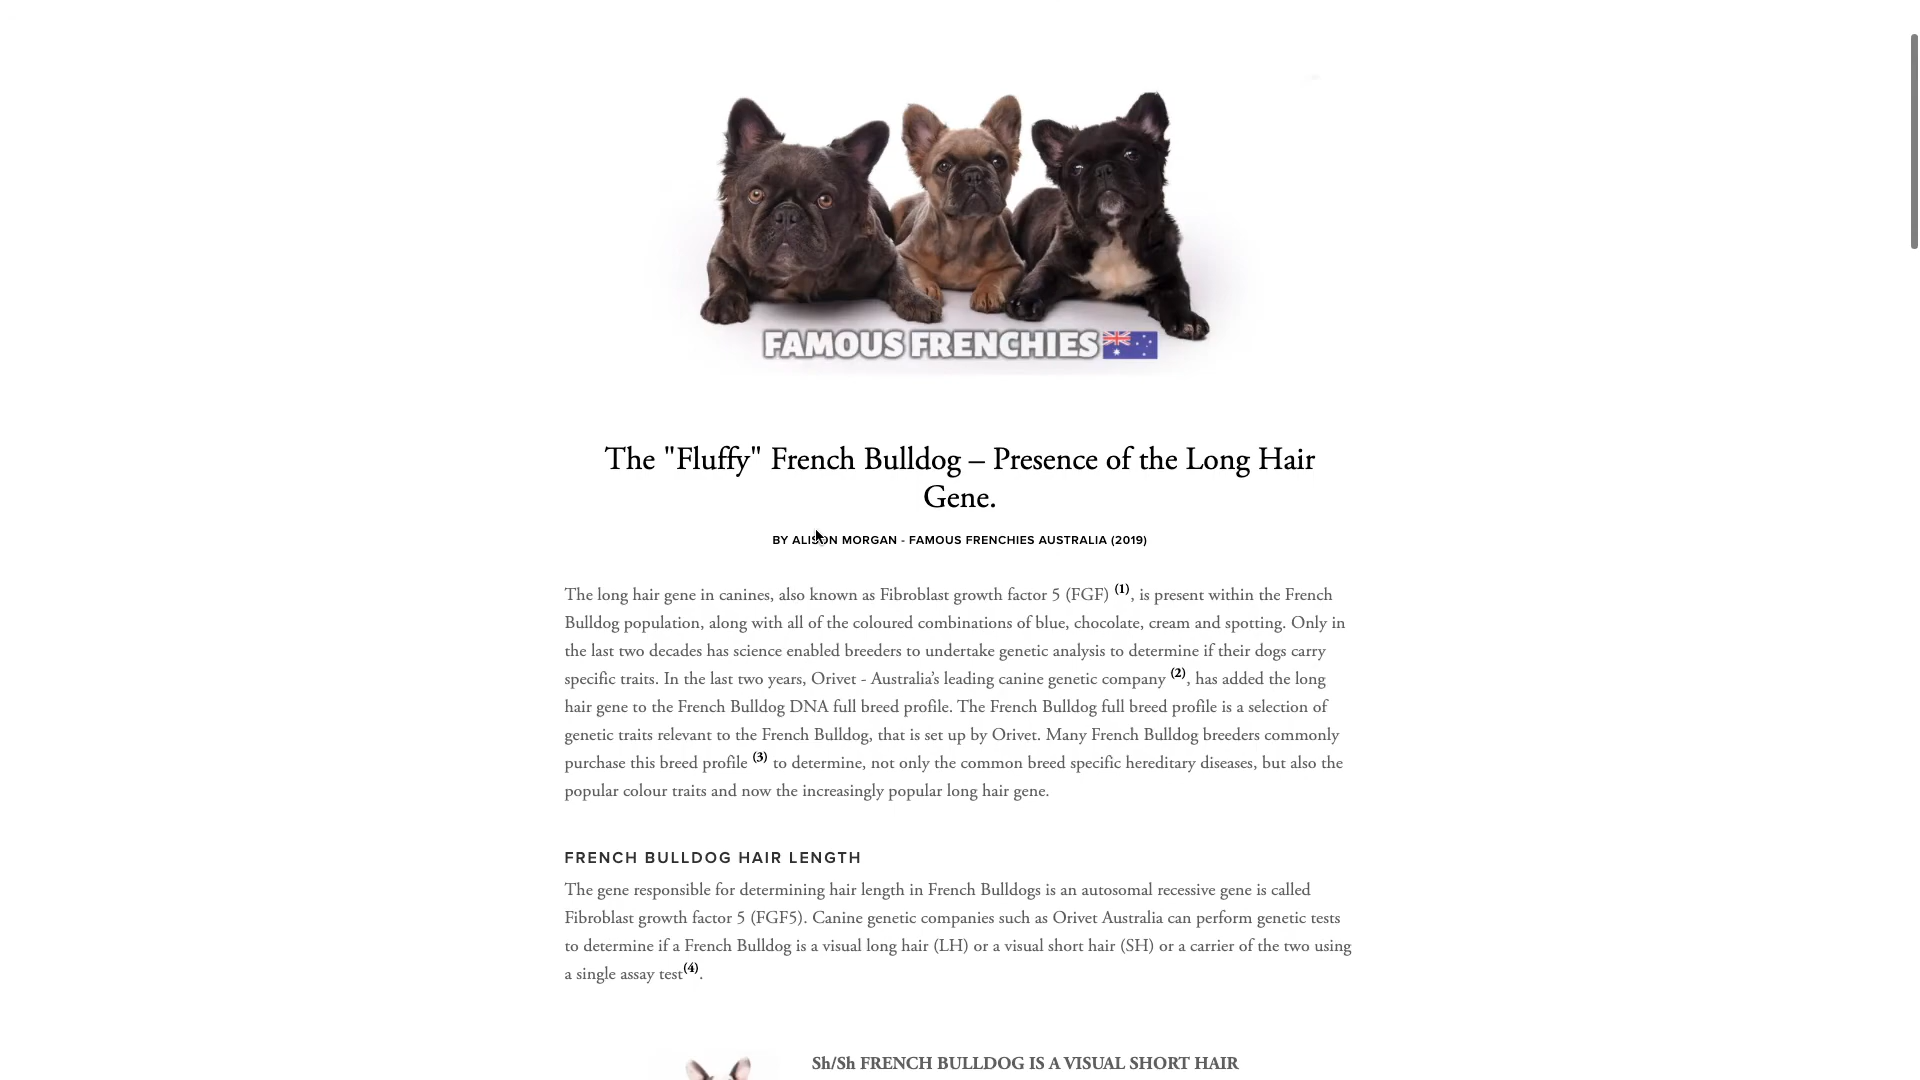 FAMOUS FRENCHIES
The "Fluffy" French Bulldog – Presence of the Long Hair
Gene.
BY ALISON MORGAN - FAMOUS FRENCHIES AUSTRALIA (2019)
The long hair gene in canines, also known as Fibroblast growth factor 5 (FGF) (1), is present within the French
Bulldog population, along with all of the coloured combinations of blue, chocolate, cream and spotting. Only in
the last two decades has science enabled breeders to undertake genetic analysis to determine if their dogs carry
specific traits. In the last two years, Orivet - Australia’s leading canine genetic company (2), has added the long
hair gene to the French Bulldog DNA full breed profile. The French Bulldog full breed profile is a selection of
genetic traits relevant to the French Bulldog, that is set up by Orivet. Many French Bulldog breeders commonly
purchase this breed profile (3) to determine, not only the common breed specific hereditary diseases, but also the
popular colour traits and now the increasingly popular long hair gene.
FRENCH BULLDOG HAIR LENGTH
The gene responsible for determining hair length in French Bulldogs is an autosomal recessive gene is called
Fibroblast growth factor 5 (FGF5). Canine genetic companies such as Orivet Australia can perform genetic tests
to determine if a French Bulldog is a visual long hair (LH) or a visual short hair (SH) or a carrier of the two using
a single assay test(4).
Sh/Sh FRENCH BULLDOG IS A VISUAL SHORT HAIR